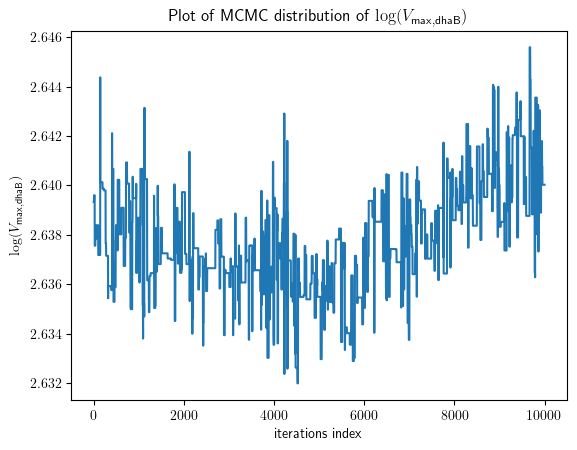 Plot of MCMC distribution of log(V_max,dhaB)
log(V_max,dhaB)
2.646
2.644
2.642
2.640
2.638
2.636
2.634
2.632
0 2000 4000 6000 8000 10000
iterations index